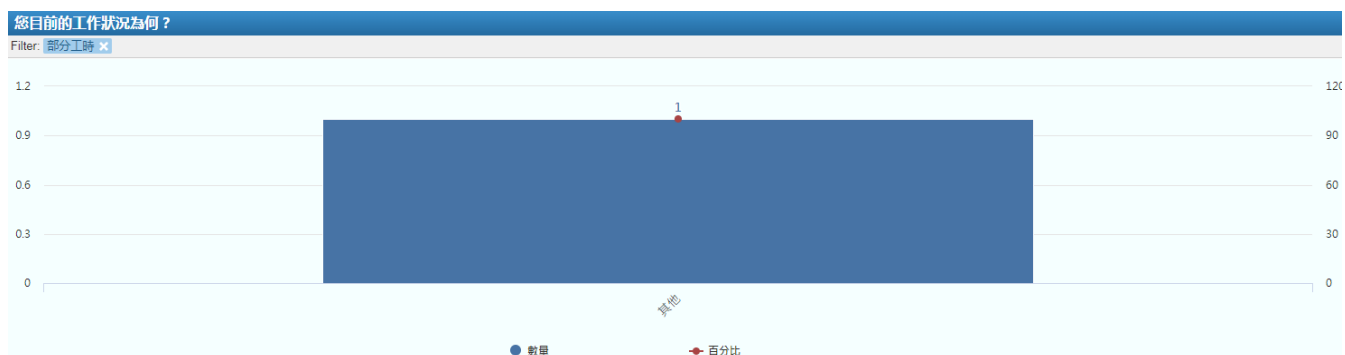 您目前的工作狀況為何？
Filter: 部分工時 ×
1
1.2 120
0.9 90
0.6 60
0.3 30
0 0
其他
數量 百分比